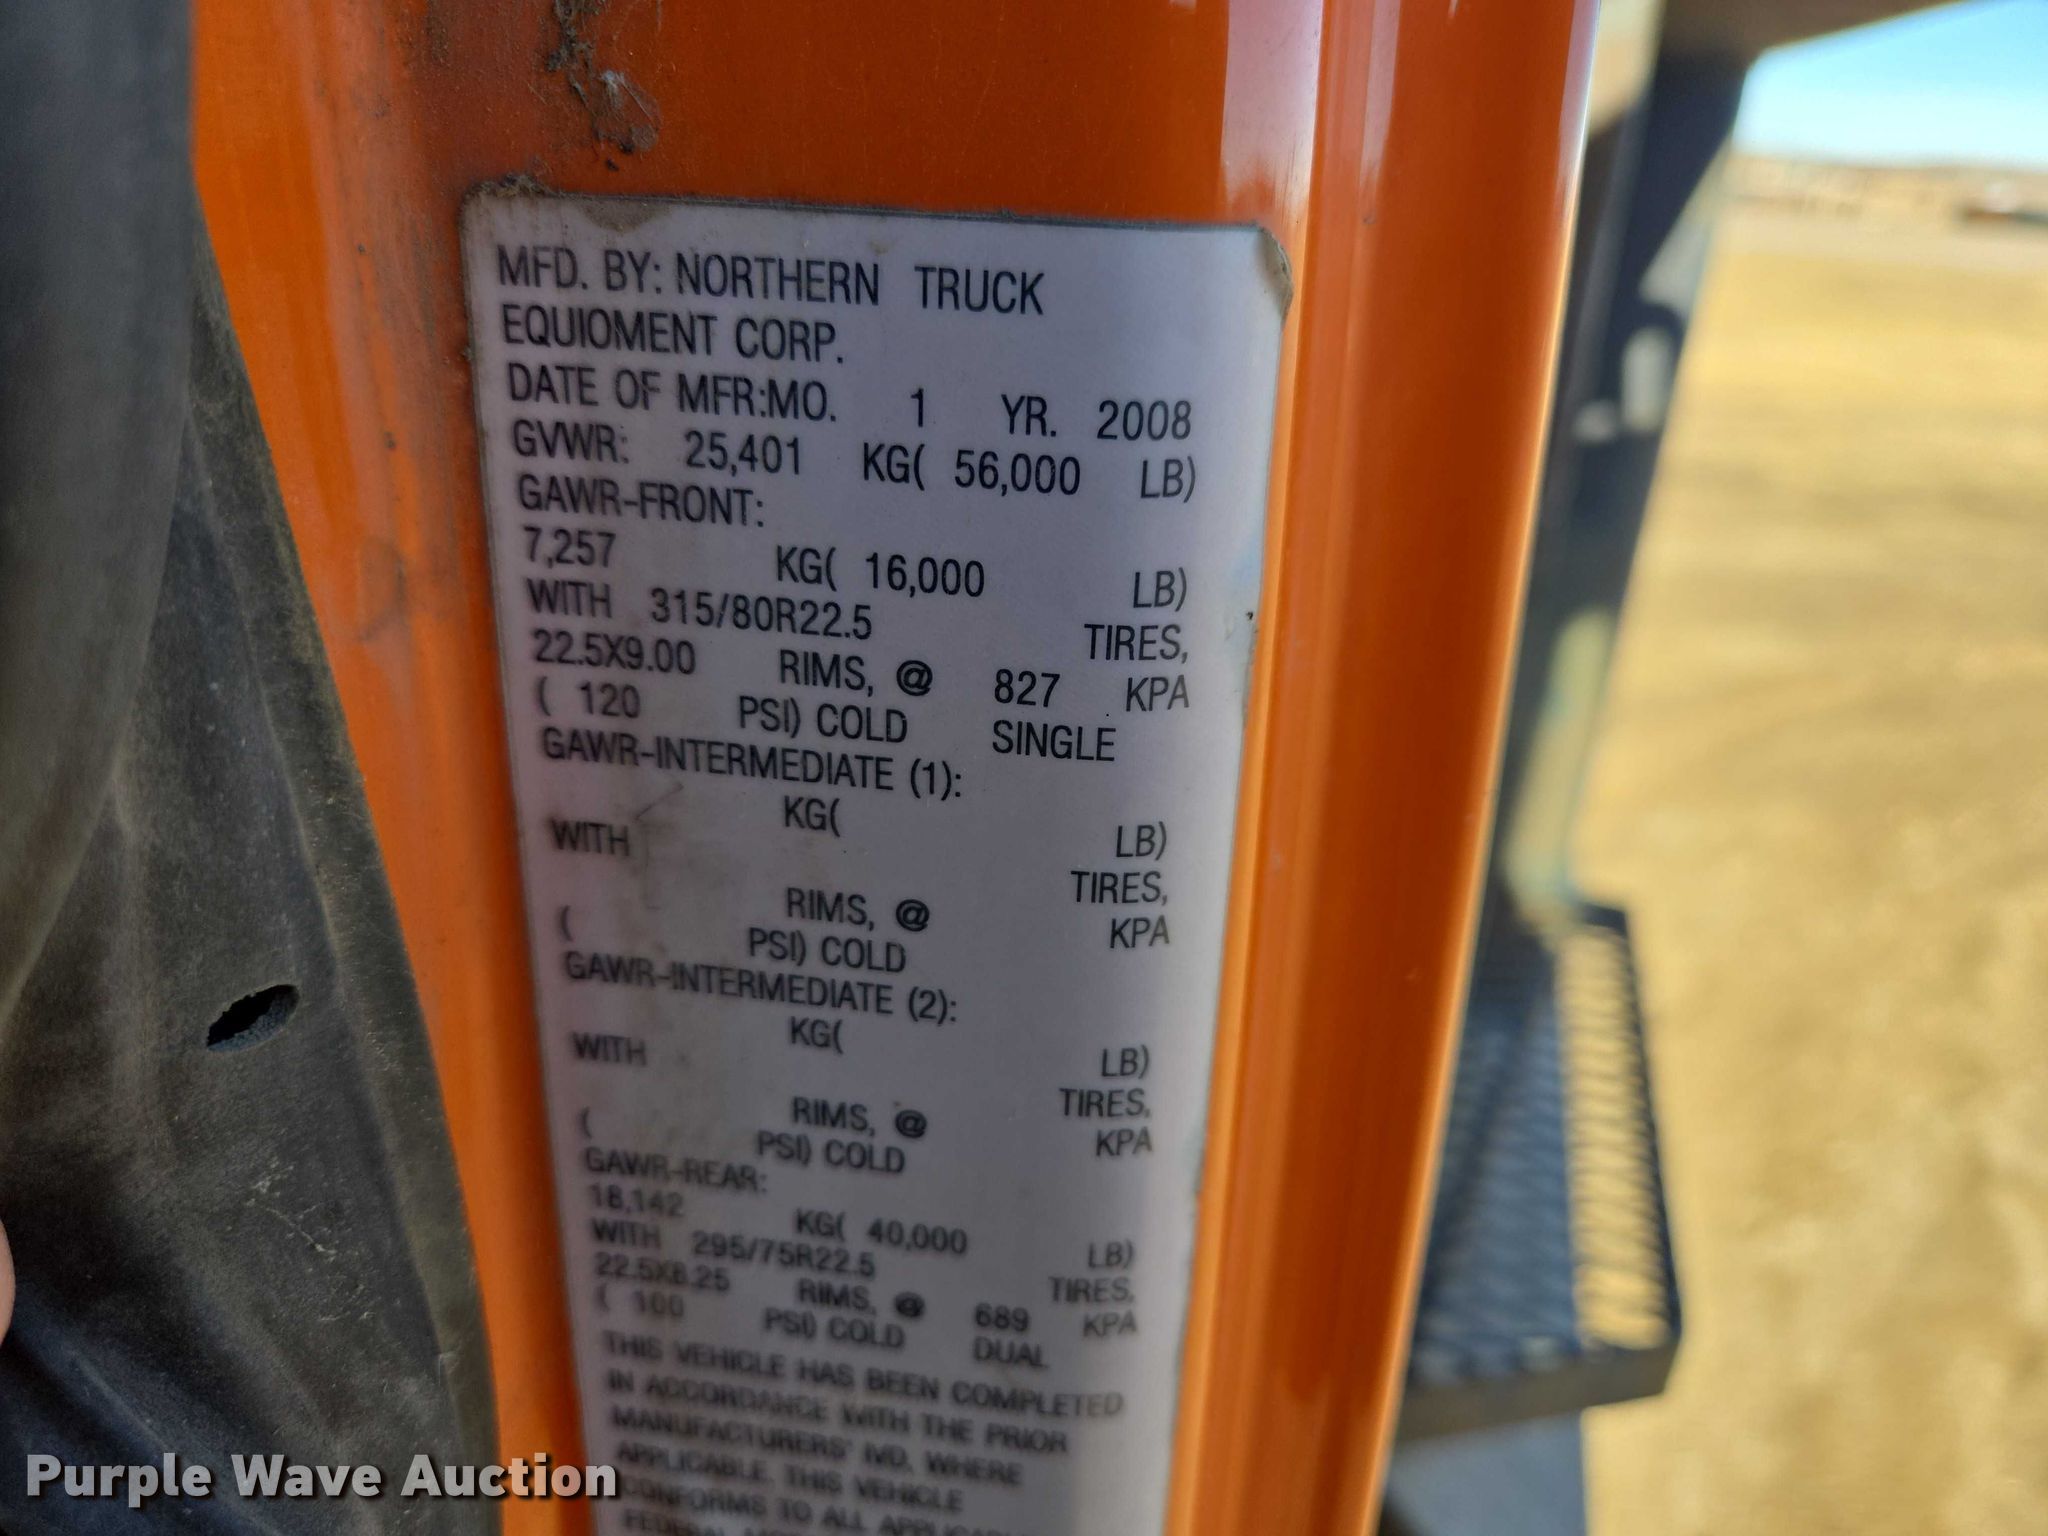 MFD. BY: NORTHERN TRUCK
EQUIOMENT CORP.
DATE OF MFR:MO. 1 YR. 2008
GVWR: 25,401 KG( 56,000 LB)
GAWR-FRONT:
7,257 KG( 16,000 LB)
WITH 315/80R22.5 TIRES,
22.5X9.00 RIMS, @ 827 KPA
( 120 PSI) COLD SINGLE
GAWR-INTERMEDIATE (1):
KG( LB)
WITH TIRES,
RIMS, @ KPA
( PSI) COLD
GAWR-INTERMEDIATE (2):
KG( LB)
WITH TIRES,
RIMS, @ KPA
( PSI) COLD
GAWR-REAR:
18,142 KG( 40,000 LB)
WITH 295/75R22.5 TIRES,
22.5X8.25 RIMS, @ 689 KPA
( 100 PSI) COLD DUAL
THIS VEHICLE HAS BEEN COMPLETED
IN ACCORDANCE WITH THE PRIOR
MANUFACTURERS' IVD, WHERE
APPLICABLE. THIS VEHICLE
CONFORMS TO ALL
FEDERAL
Purple Wave Auction